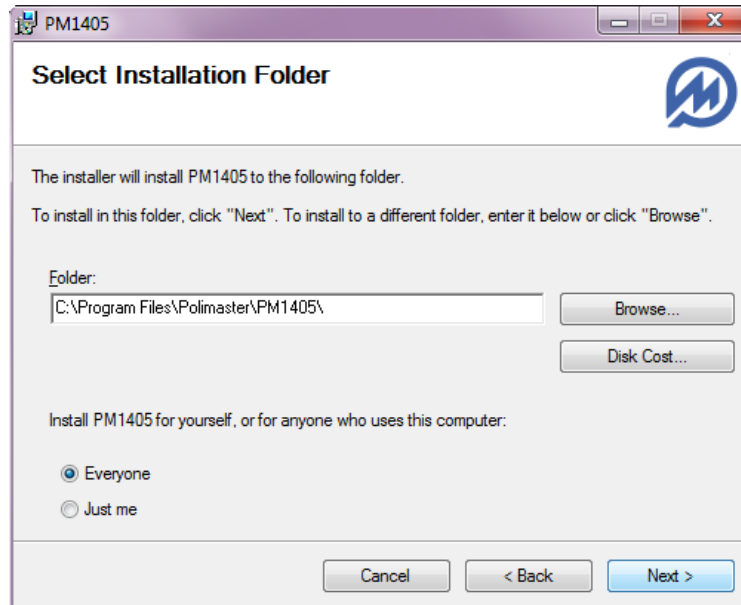 PM1405
Select Installation Folder
The installer will install PM1405 to the following folder.
To install in this folder, click "Next". To install to a different folder, enter it below or click "Browse".
Folder:
C:\Program Files\Polimaster\PM1405\
Browse...
Disk Cost...
Install PM1405 for yourself, or for anyone who uses this computer:
Everyone
Just me
Cancel
< Back
Next >